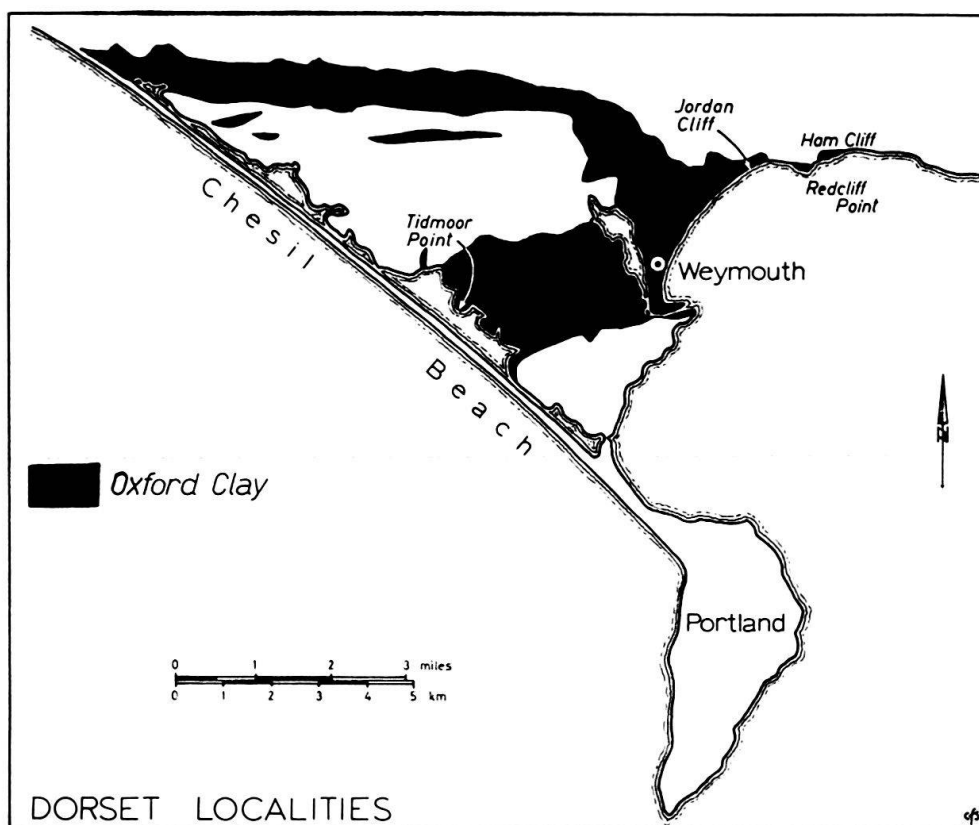 Jordan
Cliff
Ham Cliff
Redcliff
Point
Chesil
Tidmoor
Point
Weymouth
Beach
N
Oxford Clay
Portland
0 1 2 3 miles
0 1 2 3 4 5 km
DORSET LOCALITIES